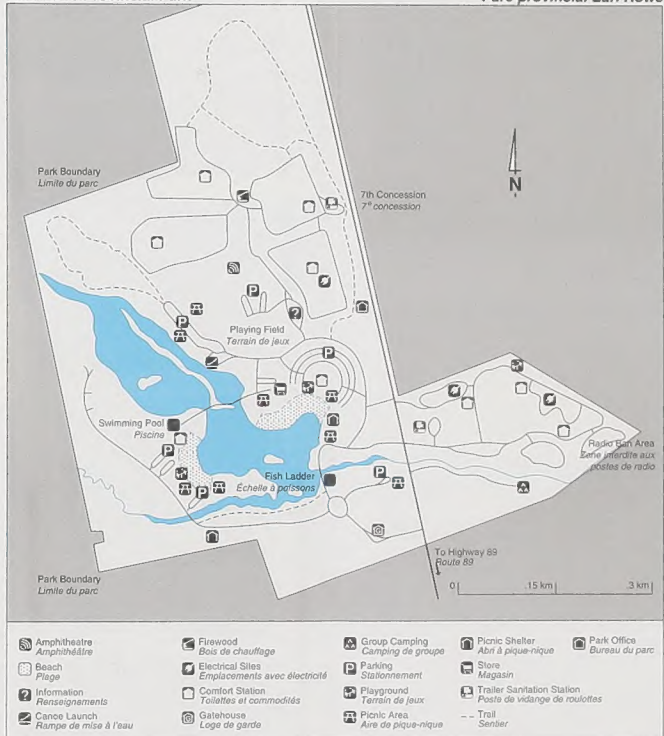 Park Boundary
Limite du parc
7th Concession
7e concession
N
Playing Field
Terrain de jeux
Swimming Pool
Piscine
Fish Ladder
Échelle à poissons
Radio Ban Area
Zone interdite aux
postes de radio
To Highway 89
Route 89
Park Boundary
Limite du parc
0 .15 km .3 km
Amphitheatre
Amphithéâtre
Beach
Plage
Information
Renseignements
Canoe Launch
Rampe de mise à l'eau
Firewood
Bois de chauffage
Electrical Sites
Emplacements avec électricité
Comfort Station
Toilettes et commodités
Gatehouse
Loge de garde
Group Camping
Camping de groupe
Parking
Stationnement
Playground
Terrain de jeux
Picnic Area
Aire de pique-nique
Picnic Shelter
Abri à pique-nique
Store
Magasin
Trailer Sanitation Station
Poste de vidange de roulottes
Trail
Sentier
Park Office
Bureau du parc